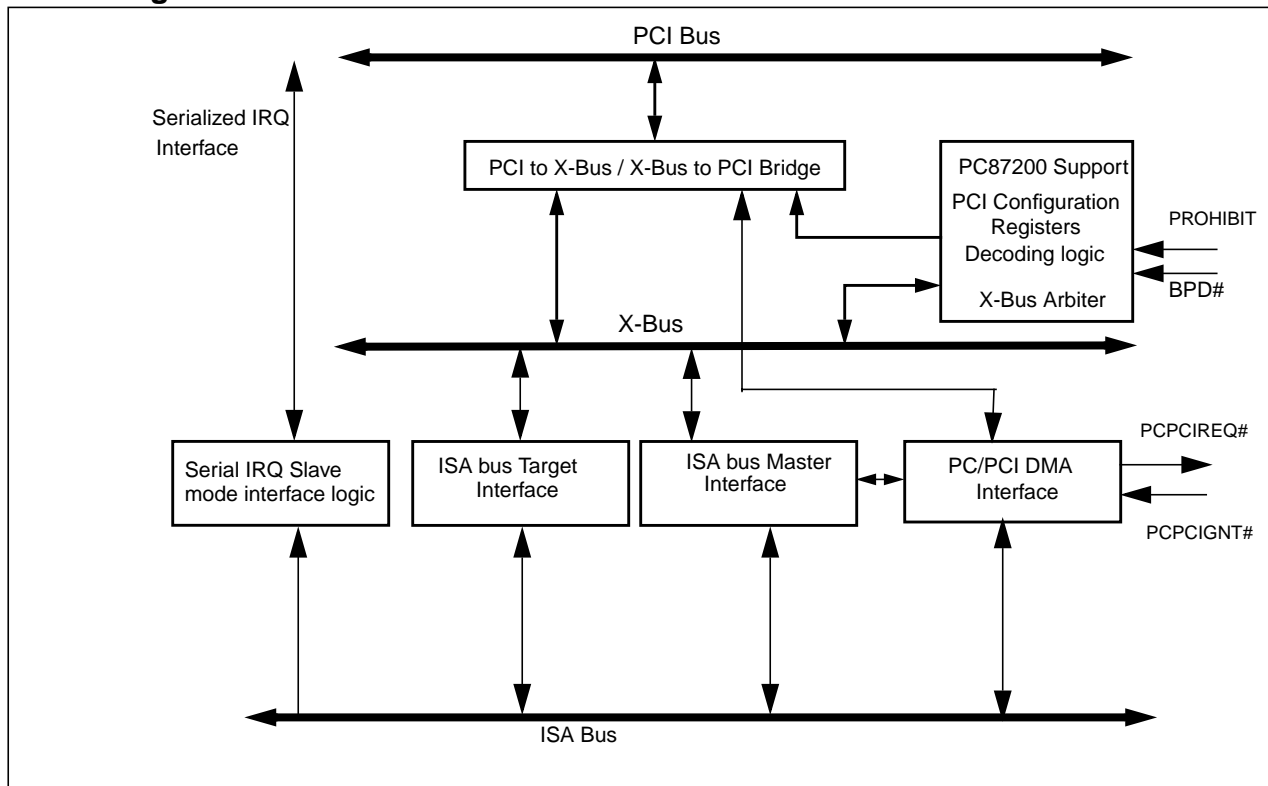 PCI Bus
Serialized IRQ
Interface
PCI to X-Bus / X-Bus to PCI Bridge
PC87200 Support
PCI Configuration
Registers
Decoding logic
X-Bus Arbiter
PROHIBIT
BPD#
X-Bus
Serial IRQ Slave
mode interface logic
ISA bus Target
Interface
ISA bus Master
Interface
PC/PCI DMA
Interface
PCPCIREQ#
PCPCIGNT#
ISA Bus